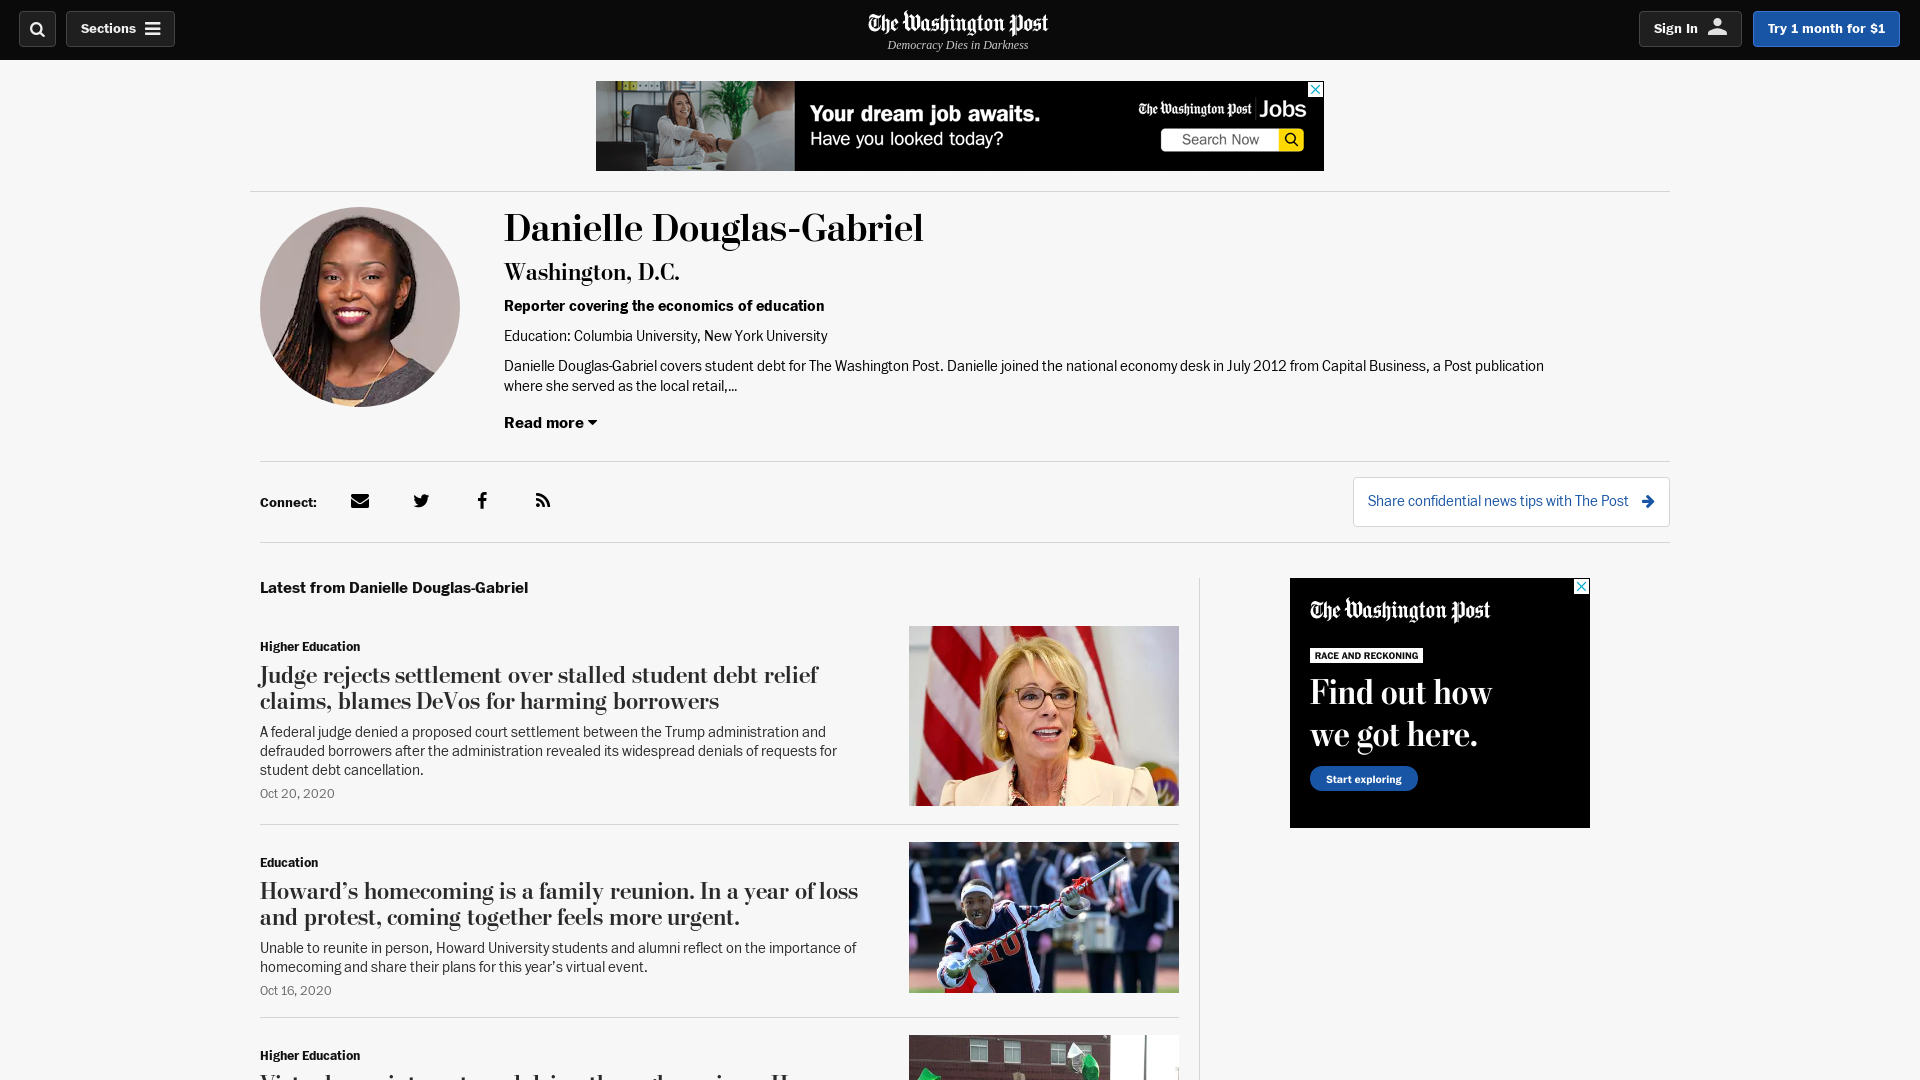 Sections
The Washington Post
Democracy Dies in Darkness
Sign In
Try 1 month for $1
Your dream job awaits.
Have you looked today?
The Washington Post Jobs
Search Now
Danielle Douglas-Gabriel
Washington, D.C.
Reporter covering the economics of education
Education: Columbia University, New York University
Danielle Douglas-Gabriel covers student debt for The Washington Post. Danielle joined the national economy desk in July 2012 from Capital Business, a Post publication
where she served as the local retail,...
Read more
Connect:
Share confidential news tips with The Post
Latest from Danielle Douglas-Gabriel
Higher Education
Judge rejects settlement over stalled student debt relief
claims, blames DeVos for harming borrowers
A federal judge denied a proposed court settlement between the Trump administration and
defrauded borrowers after the administration revealed its widespread denials of requests for
student debt cancellation.
Oct 20, 2020
Education
Howard’s homecoming is a family reunion. In a year of loss
and protest, coming together feels more urgent.
Unable to reunite in person, Howard University students and alumni reflect on the importance of
homecoming and share their plans for this year’s virtual event.
Oct 16, 2020
HU
Higher Education
The Washington Post
RACE AND RECKONING
Find out how
we got here.
Start exploring